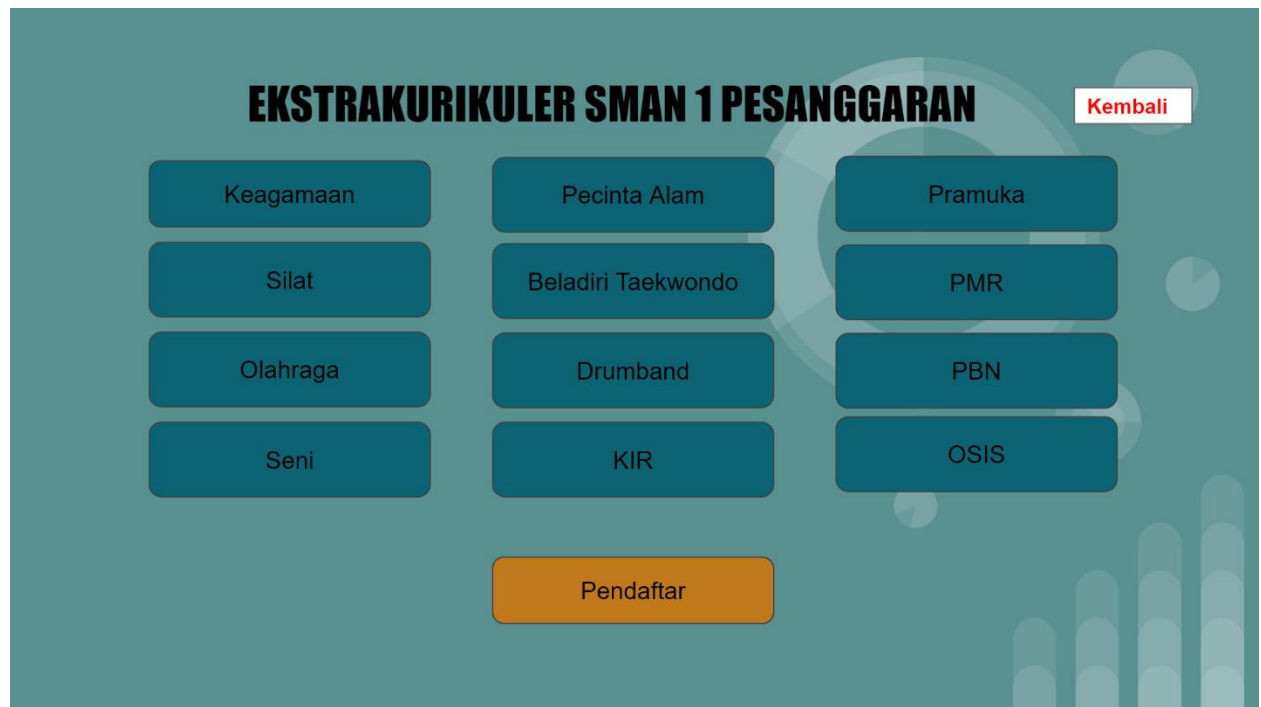 EKSTRAKURIKULER SMAN 1 PESANGGARAN
Kembali
Keagamaan
Pecinta Alam
Pramuka
Silat
Beladiri Taekwondo
PMR
Olahraga
Drumband
PBN
Seni
KIR
OSIS
Pendaftar